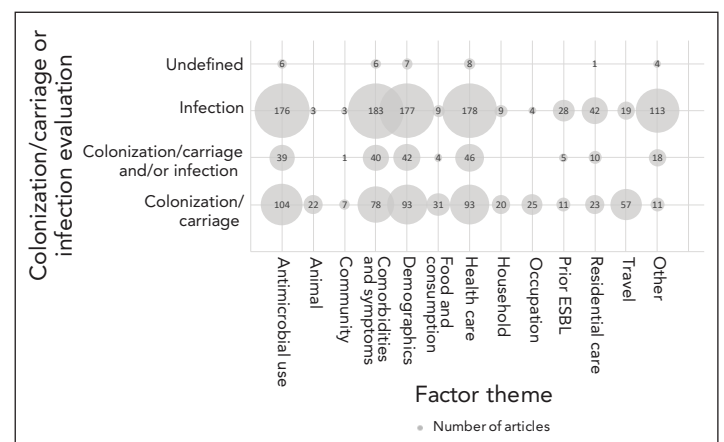 Colonization/carriage or
infection evaluation
Undefined
6 6 7 8 1 4
Infection
176 3 3 183 177 9 178 9 4 28 42 19 113
Colonization/carriage
and/or infection
39 1 40 42 4 46 5 10 18
Colonization/
carriage
104 22 7 78 93 31 93 20 25 11 23 57 11
Antimicrobial use
Animal
Community
Comorbidities
and symptoms
Demographics
Food and
consumption
Health care
Household
Occupation
Prior ESBL
Residential care
Travel
Other
Factor theme
Number of articles